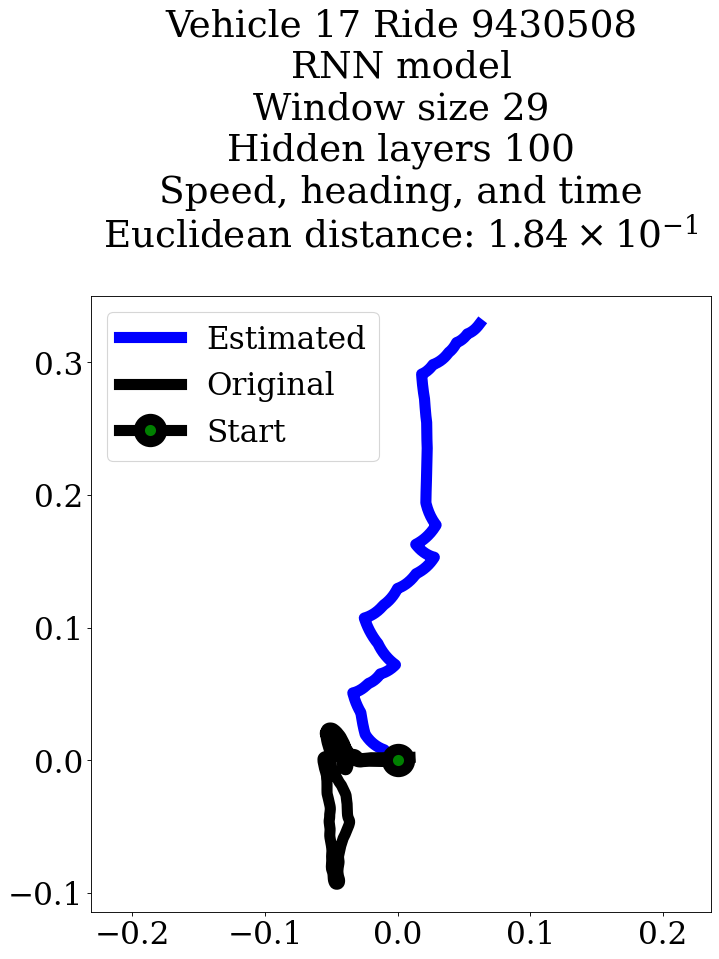 Vehicle 17 Ride 9430508
RNN model
Window size 29
Hidden layers 100
Speed, heading, and time
Euclidean distance: 1.84 × 10⁻¹
Estimated
Original
Start
0.3
0.2
0.1
0.0
−0.1
−0.2 −0.1 0.0 0.1 0.2